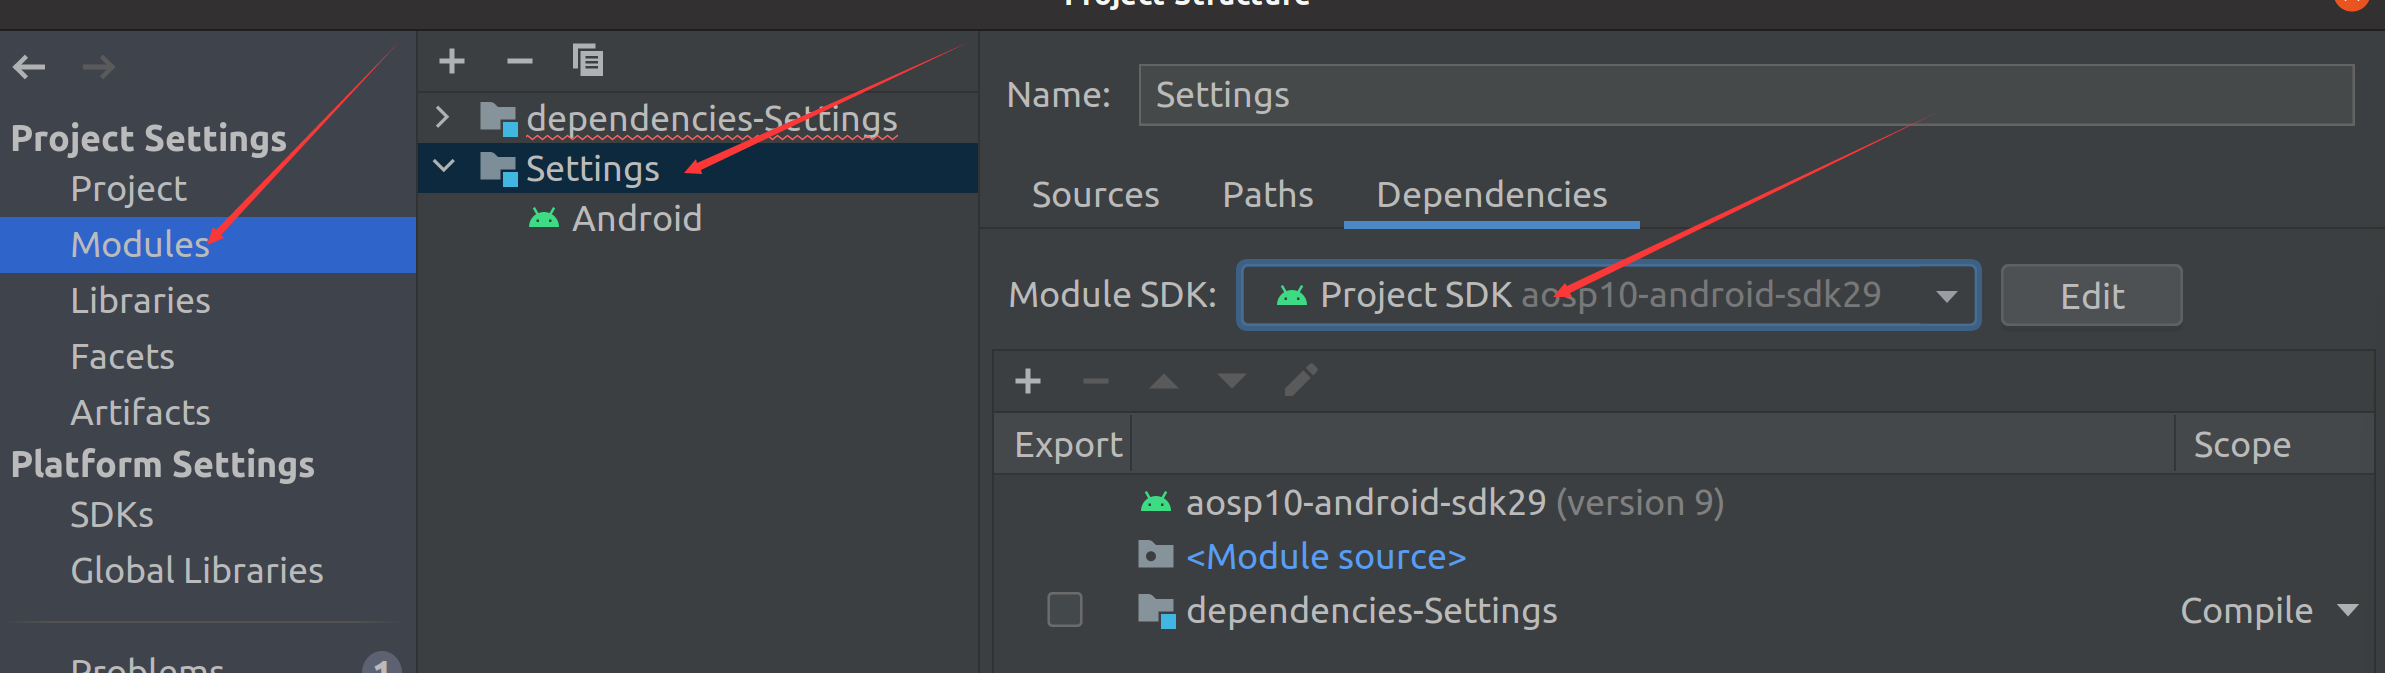 Project Structure
Project Settings
Project
Modules
Libraries
Facets
Artifacts
Platform Settings
SDKs
Global Libraries
Problems 1
dependencies-Settings
Settings
Android
Name: Settings
Sources Paths Dependencies
Module SDK: Project SDK aosp10-android-sdk29 Edit
Export Scope
aosp10-android-sdk29 (version 9)
<Module source>
dependencies-Settings Compile